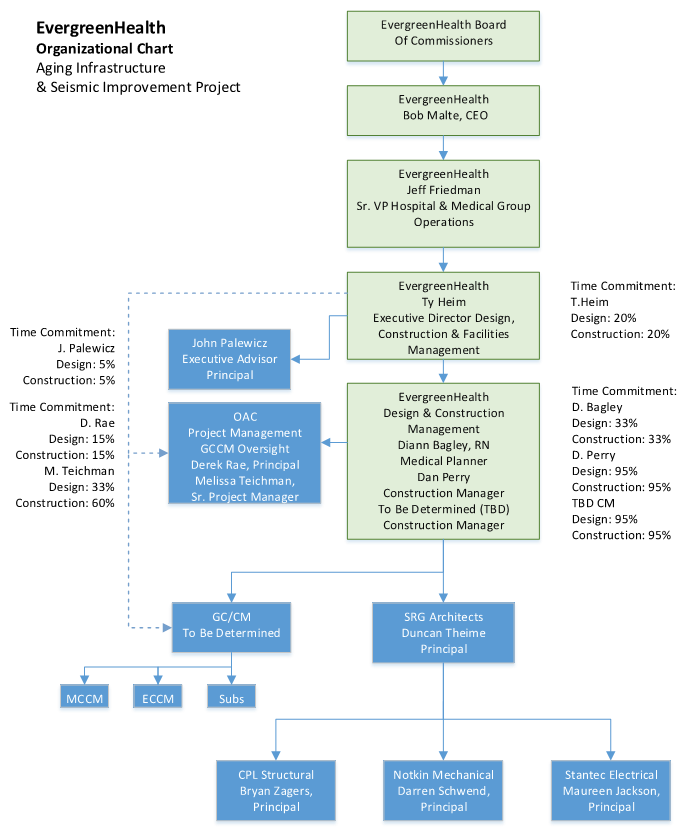 EvergreenHealth
Organizational Chart
Aging Infrastructure
& Seismic Improvement Project
EvergreenHealth Board
Of Commissioners
EvergreenHealth
Bob Malte, CEO
EvergreenHealth
Jeff Friedman
Sr. VP Hospital & Medical Group
Operations
EvergreenHealth
Ty Heim
Executive Director Design,
Construction & Facilities
Management
Time Commitment:
T.Heim
Design: 20%
Construction: 20%
Time Commitment:
J. Palewicz
Design: 5%
Construction: 5%
John Palewicz
Executive Advisor
Principal
Time Commitment:
D. Rae
Design: 15%
Construction: 15%
M. Teichman
Design: 33%
Construction: 60%
OAC
Project Management
GCCM Oversight
Derek Rae, Principal
Melissa Teichman,
Sr. Project Manager
EvergreenHealth
Design & Construction
Management
Diann Bagley, RN
Medical Planner
Dan Perry
Construction Manager
To Be Determined (TBD)
Construction Manager
Time Commitment:
D. Bagley
Design: 33%
Construction: 33%
D. Perry
Design: 95%
Construction: 95%
TBD CM
Design: 95%
Construction: 95%
GC/CM
To Be Determined
SRG Architects
Duncan Theime
Principal
MCCM
ECCM
Subs
CPL Structural
Bryan Zagers,
Principal
Notkin Mechanical
Darren Schwend,
Principal
Stantec Electrical
Maureen Jackson,
Principal